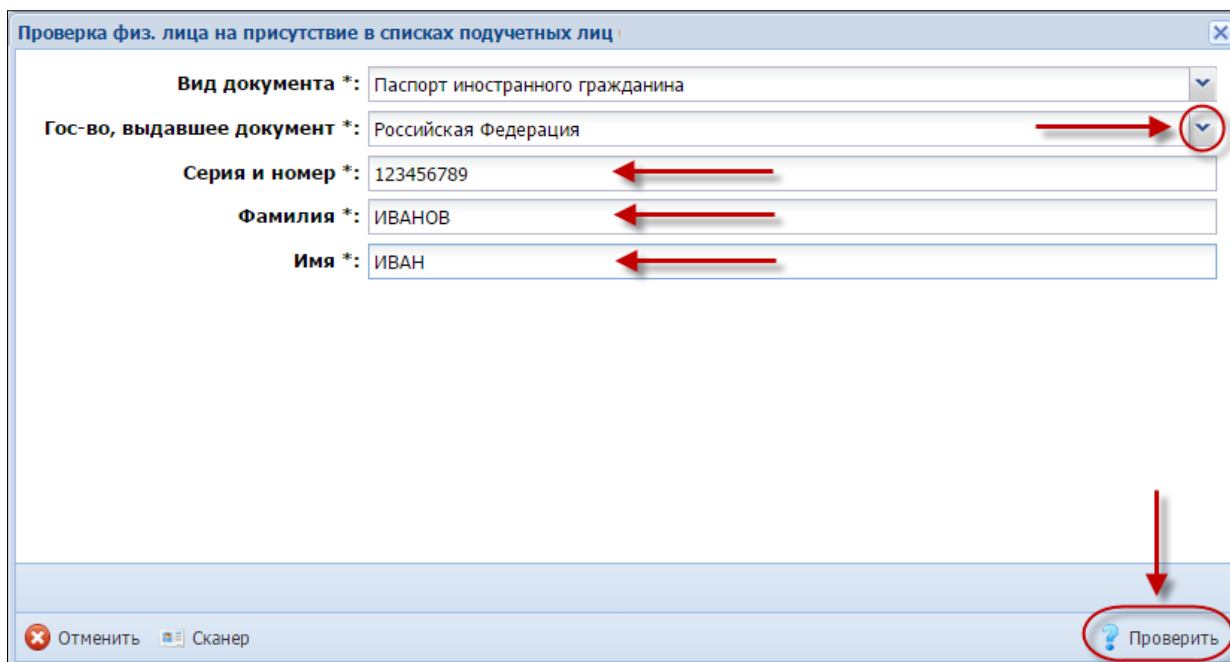 Проверка физ. лица на присутствие в списках подучетных лиц
Вид документа *: Паспорт иностранного гражданина
Гос-во, выдавшее документ *: Российская Федерация
Серия и номер *: 123456789
Фамилия *: ИВАНОВ
Имя *: ИВАН
Отменить Сканер Проверить